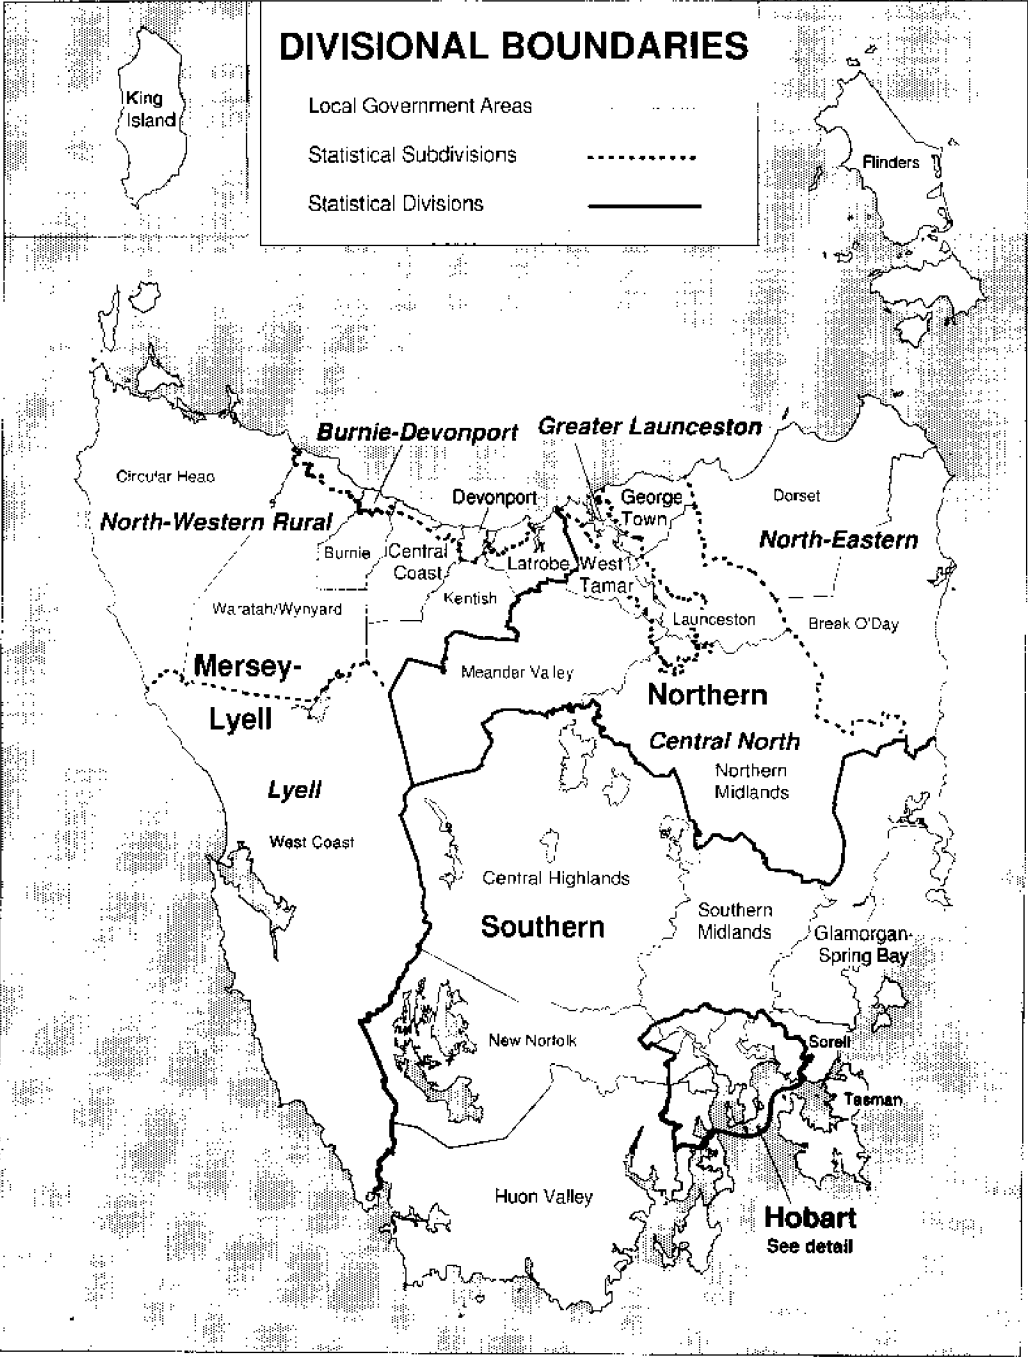 DIVISIONAL BOUNDARIES
Local Government Areas
Statistical Subdivisions
Statistical Divisions
King
Island
Flinders
Burnie-Devonport
Greater Launceston
Circular Head
Devonport
George
Town
Dorset
North-Western Rural
North-Eastern
Burnie
Central
Coast
Latrobe
West
Tamar
Kentish
Waratah/Wynyard
Launceston
Break O'Day
Mersey-
Lyell
Meander Valley
Northern
Central North
Northern
Midlands
Lyell
West Coast
Central Highlands
Southern
Southern
Midlands
Glamorgan-
Spring Bay
New Norfolk
Sorell
Tasman
Huon Valley
Hobart
See detail